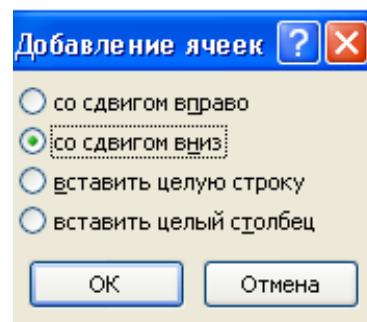 Добавление ячеек
со сдвигом вправо
со сдвигом вниз
вставить целую строку
вставить целый столбец
ОК Отмена